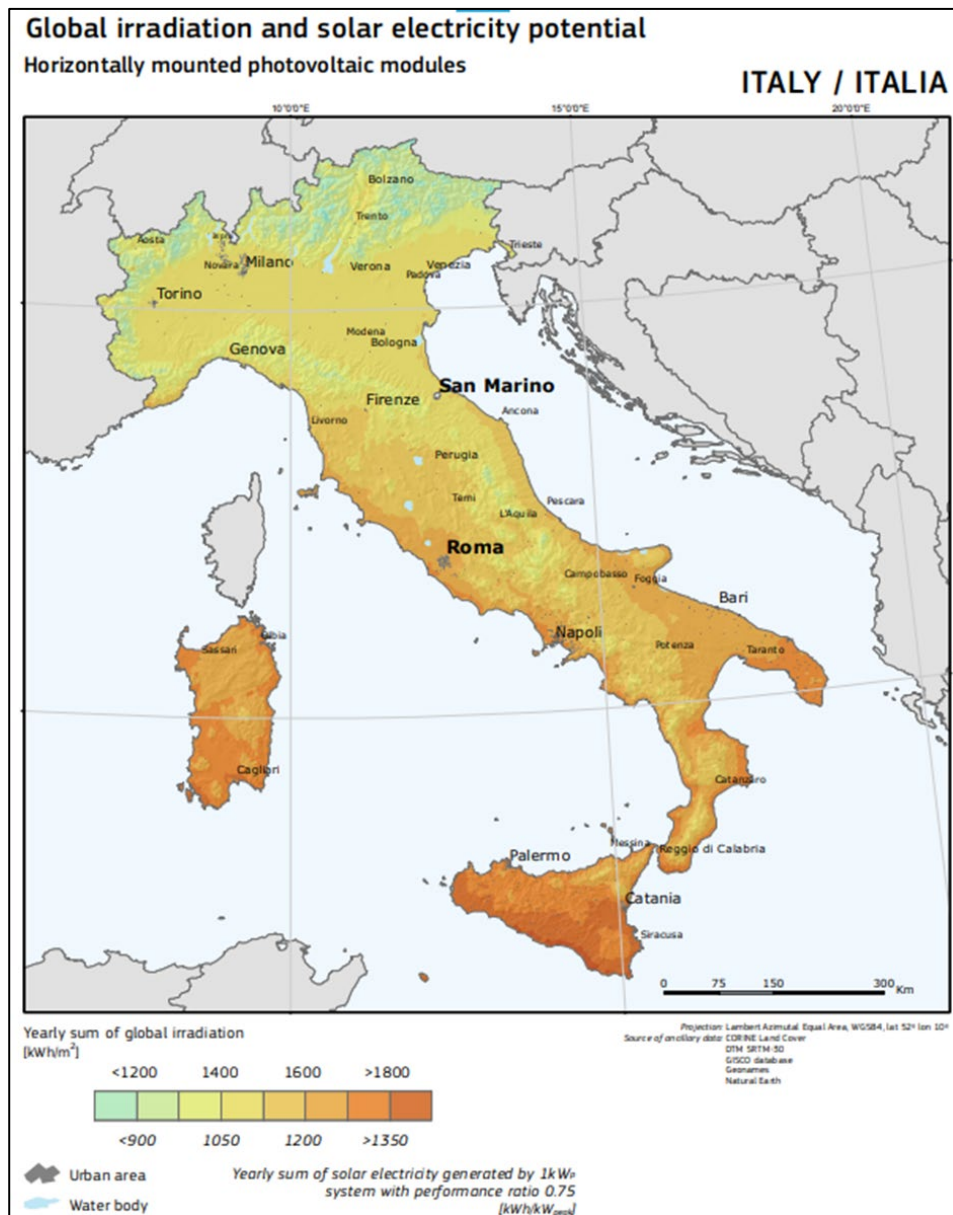 Global irradiation and solar electricity potential
Horizontally mounted photovoltaic modules
ITALY / ITALIA
10°0'0"E 15°0'0"E 20°0'0"E
Bolzano
Trento
Aosta
Trieste
Novara
Milano
Verona
Padova
Venezia
Torino
Modena
Bologna
Genova
San Marino
Firenze
Ancona
Livorno
Perugia
Terni
L'Aquila
Pescara
Roma
Campobasso
Foggia
Bari
Napoli
Olbia
Sassari
Potenza
Taranto
Cagliari
Catanzaro
Messina
Reggio di Calabria
Palermo
Catania
Siracusa
0 75 150 300 Km
Yearly sum of global irradiation
[kWh/m²]
<1200 1400 1600 >1800
<900 1050 1200 >1350
Urban area
Water body
Yearly sum of solar electricity generated by 1kWp
system with performance ratio 0.75
[kWh/kWpeak]
Projection: Lambert Azimutal Equal Area, WGS84, lat 52° lon 10°
Source of ancillary data: CORINE Land Cover
DTM SRTM-30
GISCO database
Geonames
Natural Earth